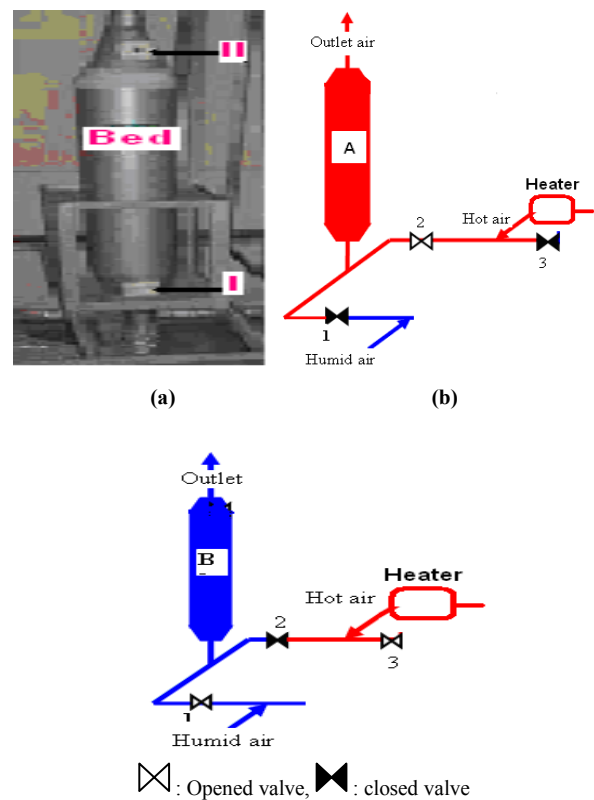 II
Bed
I
(a)
Outlet air
A
Heater
Hot air
2
3
1
Humid air
(b)
Outlet
B
Heater
Hot air
2
3
1
Humid air
: Opened valve, : closed valve